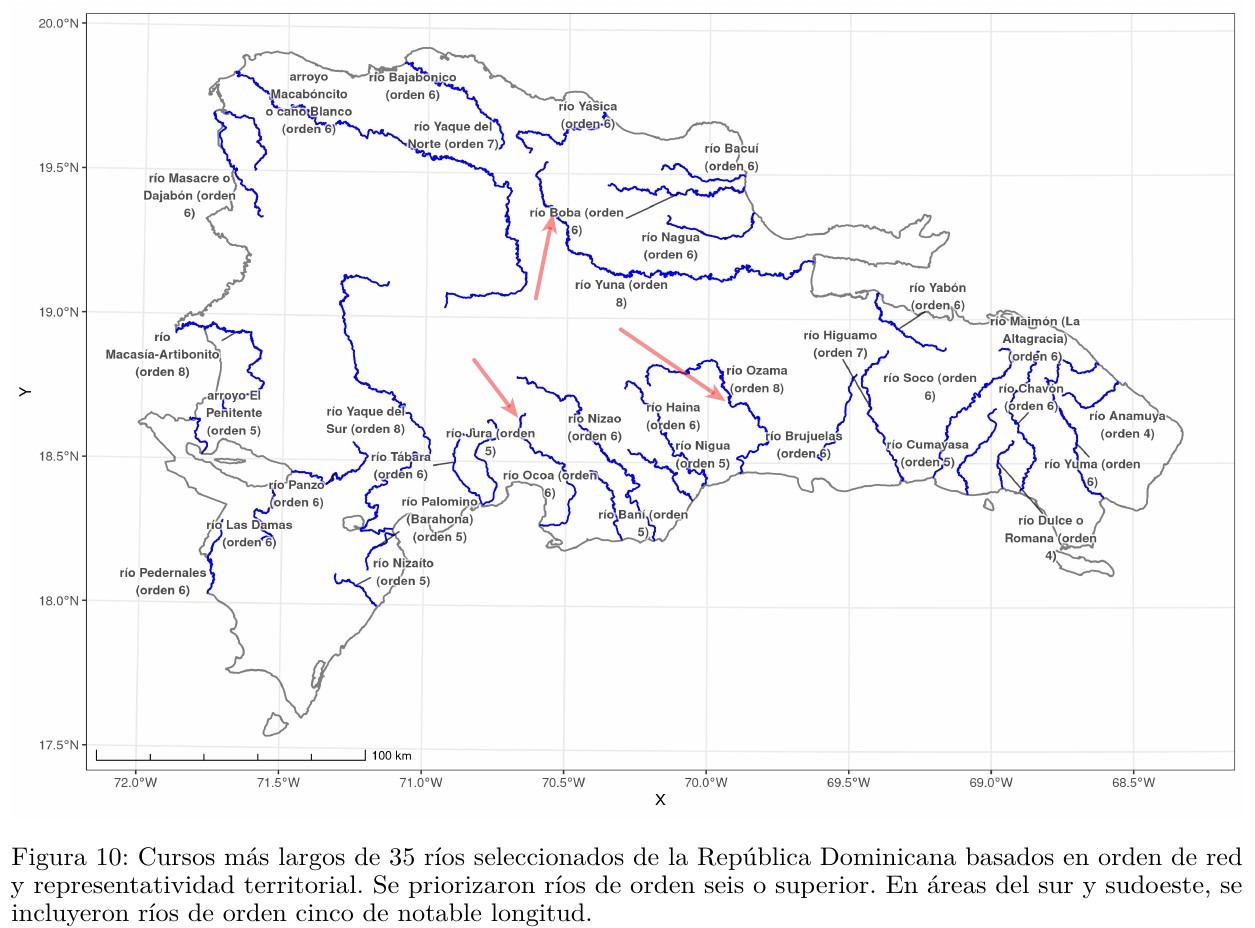 20.0°N
19.5°N
19.0°N
18.5°N
18.0°N
17.5°N
Y
arroyo
Macabóncito
o caño Blanco
(orden 6)
río Bajabonico
(orden 6)
río Yaque del
Norte (orden 7)
río Yásica
(orden 6)
río Bacuí
(orden 6)
río Masacre o
Dajabón (orden
6)
río Boba (orden
6)
río Nagua
(orden 6)
río Yuna (orden
8)
río Yabón
(orden 6)
río
Macasía-Artibonito
(orden 8)
río Higuamo
(orden 7)
río Maimón (La
Altagracia)
(orden 6)
río Ozama
(orden 8)
río Soco (orden
6)
río Chavón
(orden 6)
arroyo El
Penitente
(orden 5)
río Yaque del
Sur (orden 8)
río Jura (orden
5)
río Nizao
(orden 6)
río Haina
(orden 6)
río Nigua
(orden 5)
río Brujuelas
(orden 6)
río Cumayasa
(orden 5)
río Anamuya
(orden 4)
río Yuma (orden
6)
río Tábara
(orden 6)
río Ocoa (orden
6)
río Panzo
(orden 6)
río Palomino
(Barahona)
(orden 5)
río Baní (orden
5)
río Las Damas
(orden 6)
río Dulce o
Romana (orden
4)
río Pedernales
(orden 6)
río Nizaíto
(orden 5)
100 km
72.0°W 71.5°W 71.0°W 70.5°W 70.0°W 69.5°W 69.0°W 68.5°W
X
Figura 10: Cursos más largos de 35 ríos seleccionados de la República Dominicana basados en orden de red
y representatividad territorial. Se priorizaron ríos de orden seis o superior. En áreas del sur y sudoeste, se
incluyeron ríos de orden cinco de notable longitud.